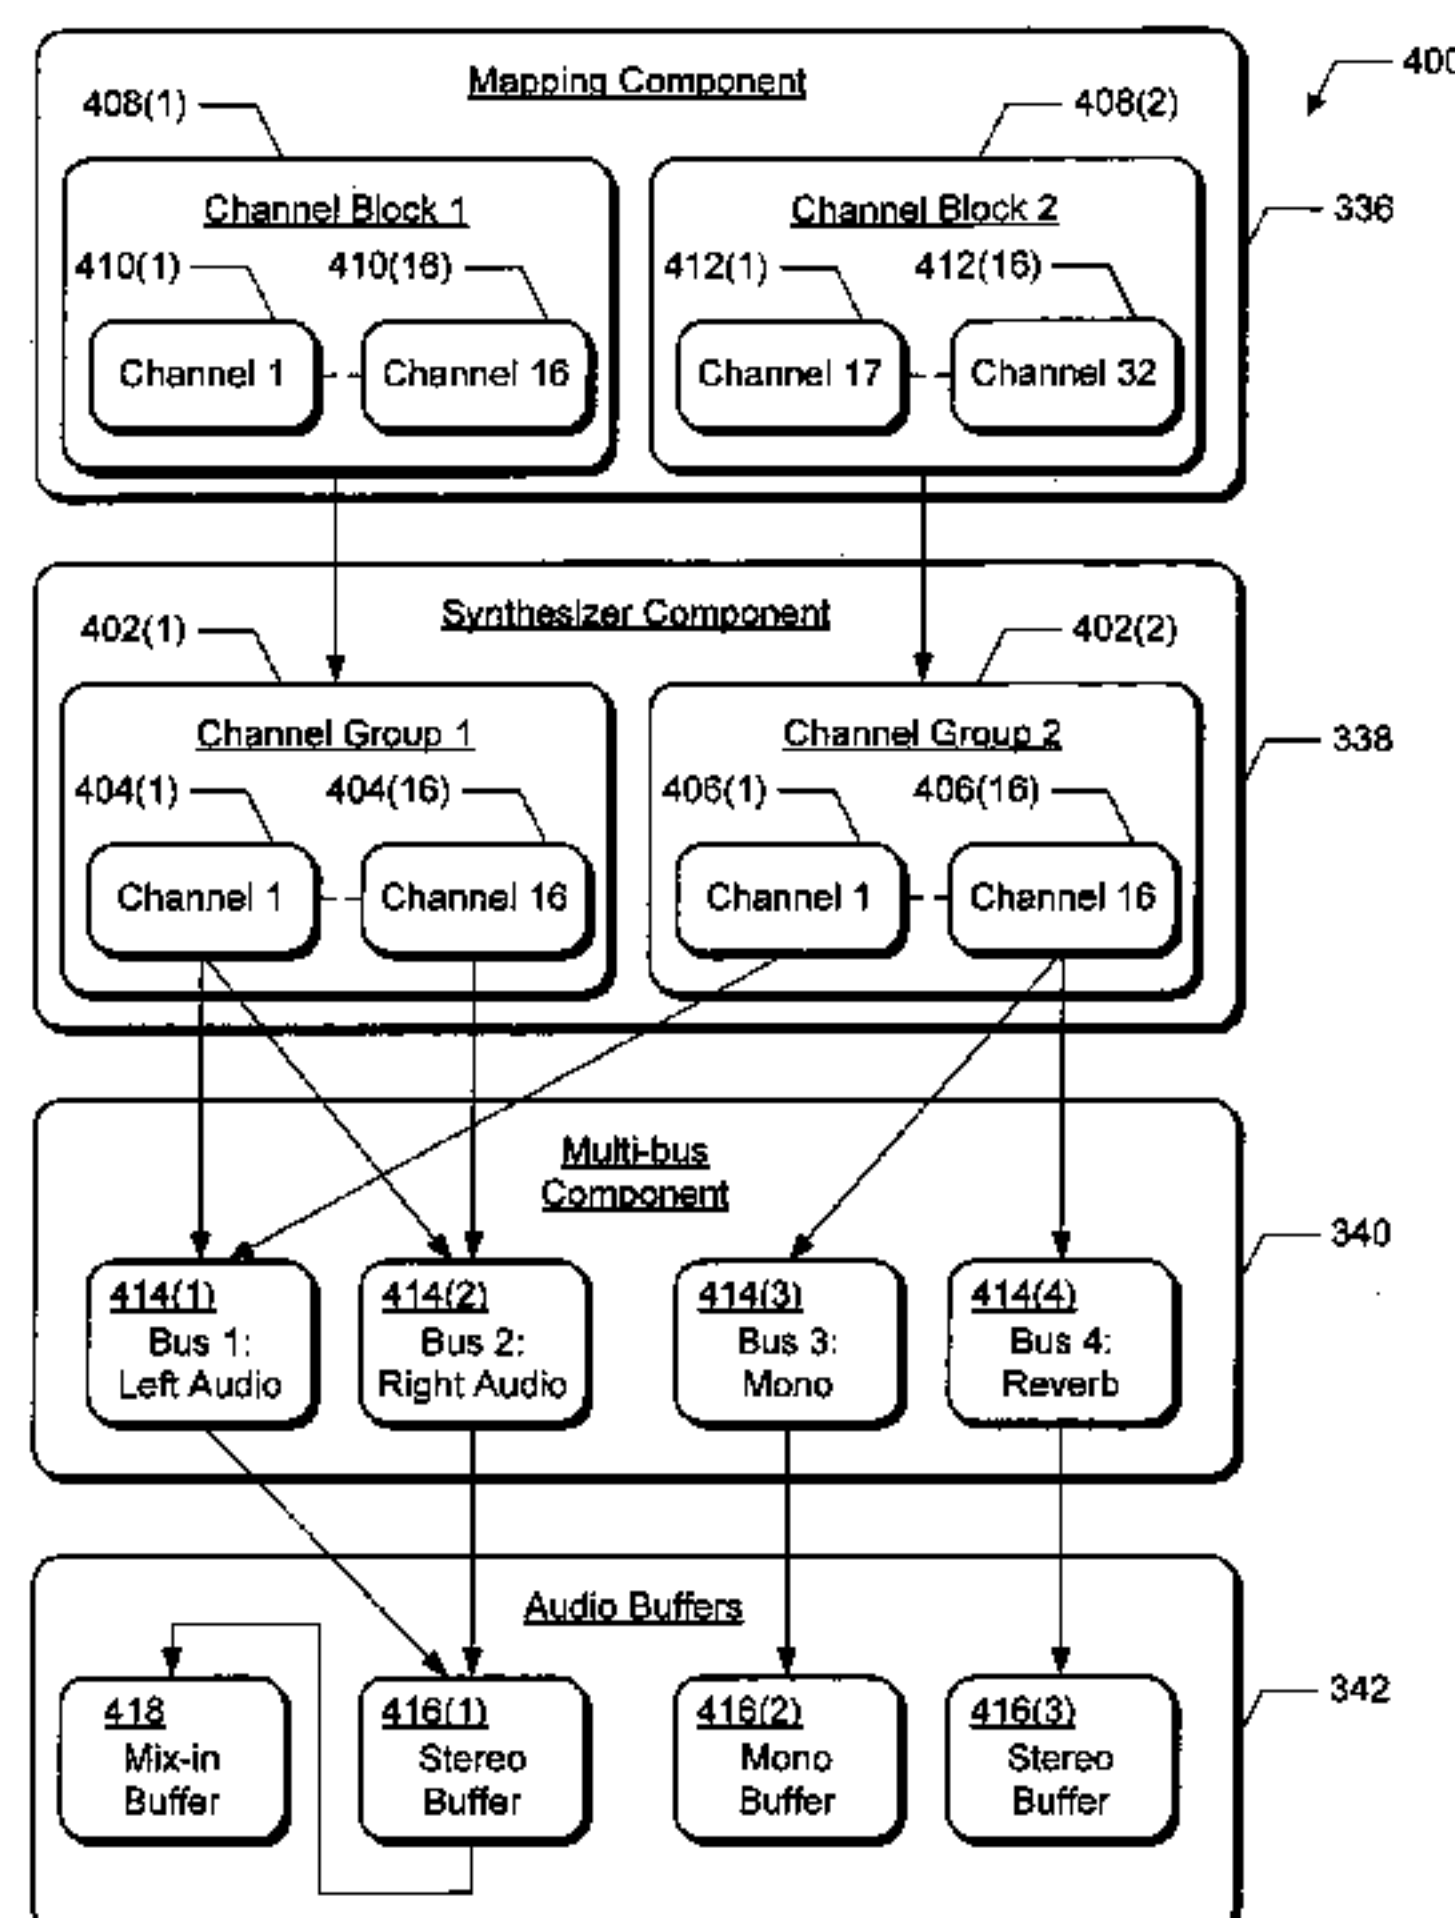 400
Mapping Component
408(1)
408(2)
336
Channel Block 1
Channel Block 2
410(1)
410(16)
412(1)
412(16)
Channel 1
Channel 16
Channel 17
Channel 32
Synthesizer Component
402(1)
402(2)
338
Channel Group 1
Channel Group 2
404(1)
404(16)
406(1)
406(16)
Channel 1
Channel 16
Channel 1
Channel 16
Multi-bus
Component
340
414(1)
Bus 1:
Left Audio
414(2)
Bus 2:
Right Audio
414(3)
Bus 3:
Mono
414(4)
Bus 4:
Reverb
Audio Buffers
342
418
Mix-in
Buffer
416(1)
Stereo
Buffer
416(2)
Mono
Buffer
416(3)
Stereo
Buffer